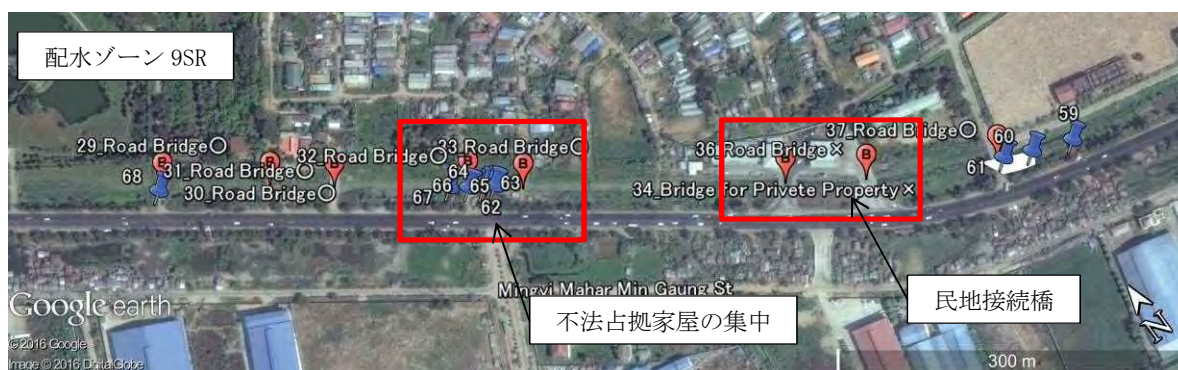 配水ゾーン 9SR
59
29_Road Bridge○
33_Road Bridge○
37_Road Bridge○
60
32_Road Bridge○
36_Road Bridge×
68
31_Road Bridge○
64
61
30_Road Bridge○
67
66
65
63
34_Bridge for Privete Property×
62
Mingyi Mahar Min Gaung St
不法占拠家屋の集中
民地接続橋
Google earth
© 2016 Google
Image © 2016 DigitalGlobe
300 m
N
B
B
B
B
B
B